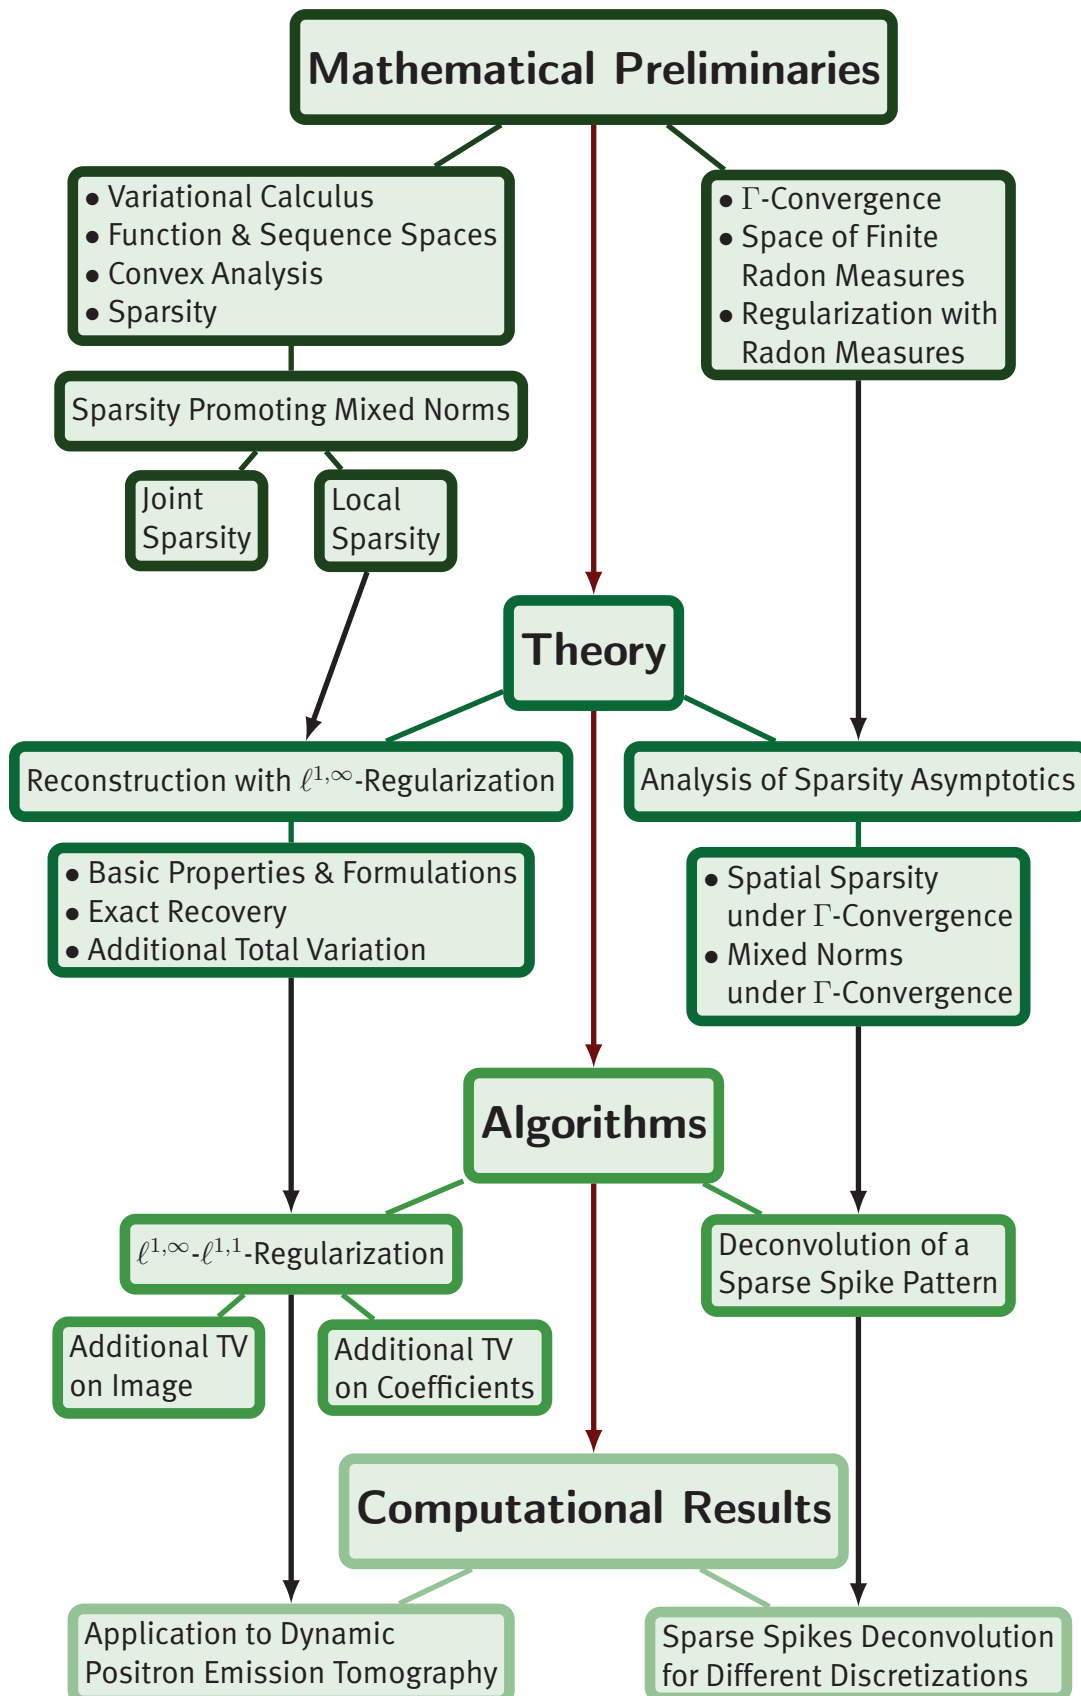 Mathematical Preliminaries
• Variational Calculus
• Function & Sequence Spaces
• Convex Analysis
• Sparsity
• Γ-Convergence
• Space of Finite
Radon Measures
• Regularization with
Radon Measures
Sparsity Promoting Mixed Norms
Joint
Sparsity
Local
Sparsity
Theory
Reconstruction with ℓ^{1,∞}-Regularization
Analysis of Sparsity Asymptotics
• Basic Properties & Formulations
• Exact Recovery
• Additional Total Variation
• Spatial Sparsity
under Γ-Convergence
• Mixed Norms
under Γ-Convergence
Algorithms
ℓ^{1,∞}-ℓ^{1,1}-Regularization
Deconvolution of a
Sparse Spike Pattern
Additional TV
on Image
Additional TV
on Coefficients
Computational Results
Application to Dynamic
Positron Emission Tomography
Sparse Spikes Deconvolution
for Different Discretizations